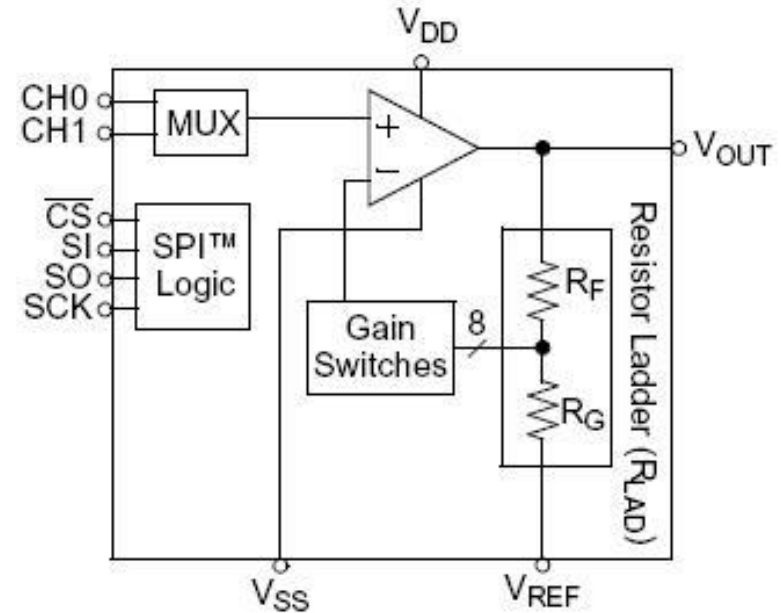 VDD
CH0
CH1
MUX
+
−
VOUT
CS
SI
SO
SCK
SPI™
Logic
Gain
Switches
8
RF
RG
Resistor Ladder (RLAD)
VSS
VREF